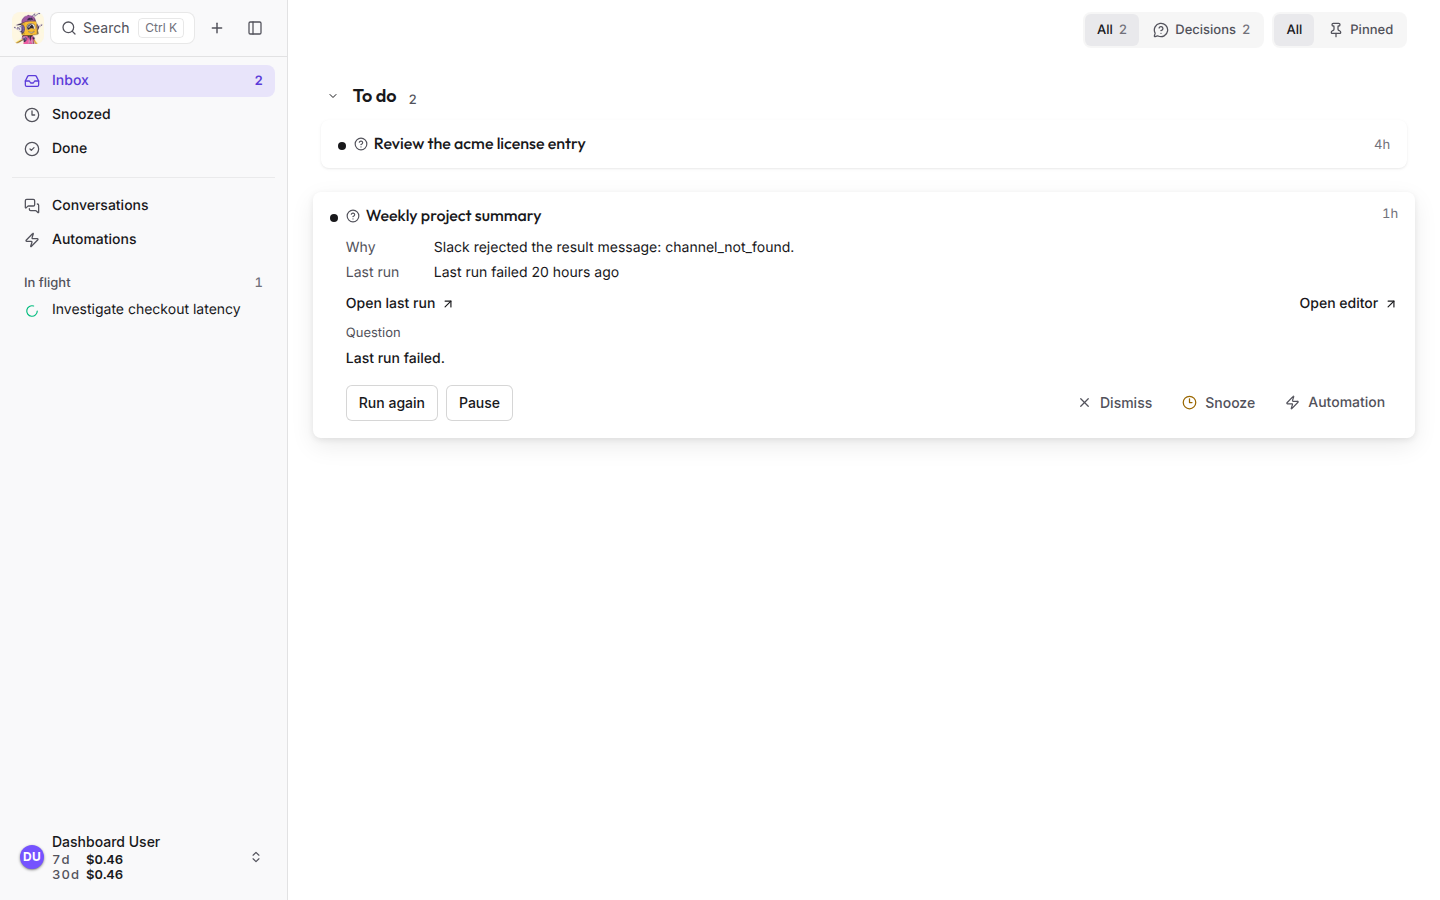 Search Ctrl K
Inbox 2
Snoozed
Done
Conversations
Automations
In flight 1
Investigate checkout latency
DU
Dashboard User
7d $0.46
30d $0.46
All 2 Decisions 2 All Pinned
To do 2
Review the acme license entry 4h
Weekly project summary 1h
Why Slack rejected the result message: channel_not_found.
Last run Last run failed 20 hours ago
Open last run Open editor
Question
Last run failed.
Run again Pause Dismiss Snooze Automation